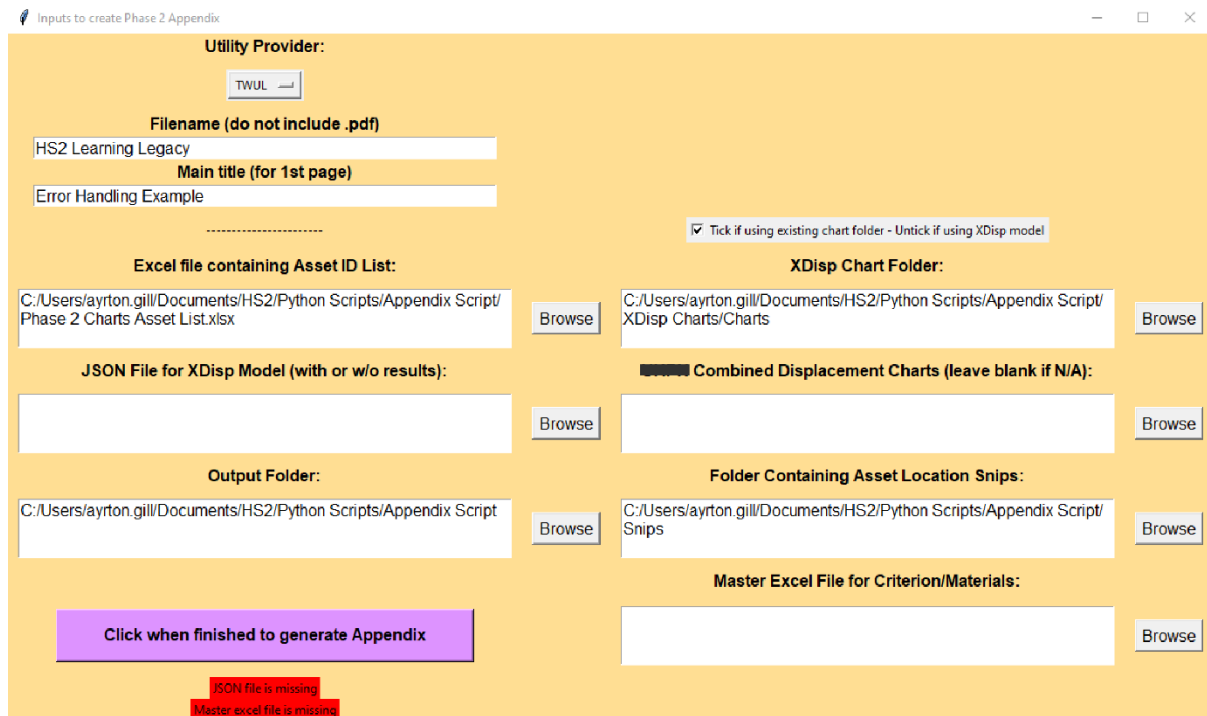 Inputs to create Phase 2 Appendix
Utility Provider:
TWUL
Filename (do not include .pdf)
HS2 Learning Legacy
Main title (for 1st page)
Error Handling Example
-----------------------
Tick if using existing chart folder - Untick if using XDisp model
Excel file containing Asset ID List:
C:/Users/ayrton.gill/Documents/HS2/Python Scripts/Appendix Script/
Phase 2 Charts Asset List.xlsx
Browse
XDisp Chart Folder:
C:/Users/ayrton.gill/Documents/HS2/Python Scripts/Appendix Script/
XDisp Charts/Charts
Browse
JSON File for XDisp Model (with or w/o results):
Browse
Combined Displacement Charts (leave blank if N/A):
Browse
Output Folder:
C:/Users/ayrton.gill/Documents/HS2/Python Scripts/Appendix Script
Browse
Folder Containing Asset Location Snips:
C:/Users/ayrton.gill/Documents/HS2/Python Scripts/Appendix Script/
Snips
Browse
Master Excel File for Criterion/Materials:
Browse
Click when finished to generate Appendix
JSON file is missing
Master excel file is missing